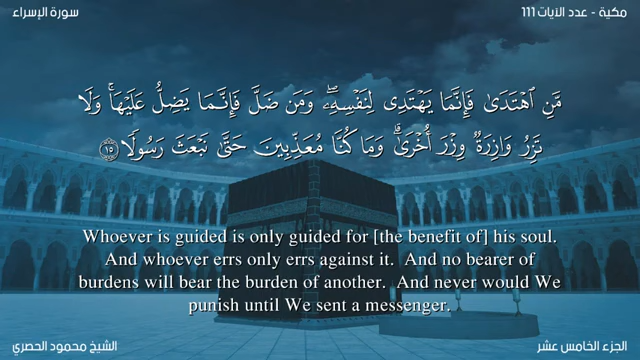 مكية - عدد الآيات 111
سورة الإسراء
مَّنِ ٱهْتَدَىٰ فَإِنَّمَا يَهْتَدِى لِنَفْسِهِۦ ۖ وَمَن ضَلَّ فَإِنَّمَا يَضِلُّ عَلَيْهَا ۚ وَلَا
تَزِرُ وَازِرَةٌ وِزْرَ أُخْرَىٰ ۗ وَمَا كُنَّا مُعَذِّبِينَ حَتَّىٰ نَبْعَثَ رَسُولًا ١٥
Whoever is guided is only guided for [the benefit of] his soul.
And whoever errs only errs against it. And no bearer of
burdens will bear the burden of another. And never would We
punish until We sent a messenger.
الجزء الخامس عشر
الشيخ محمود الحصري